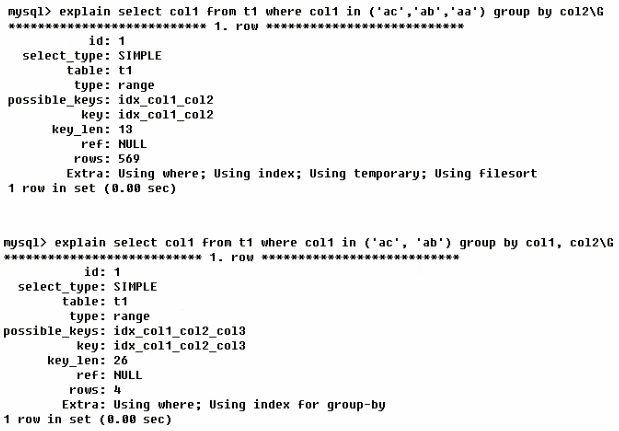 mysql> explain select col1 from t1 where col1 in ('ac','ab','aa') group by col2\G
*************************** 1. row ***************************
id: 1
select_type: SIMPLE
table: t1
type: range
possible_keys: idx_col1_col2
key: idx_col1_col2
key_len: 13
ref: NULL
rows: 569
Extra: Using where; Using index; Using temporary; Using filesort
1 row in set (0.00 sec)
mysql> explain select col1 from t1 where col1 in ('ac', 'ab') group by col1, col2\G
*************************** 1. row ***************************
id: 1
select_type: SIMPLE
table: t1
type: range
possible_keys: idx_col1_col2_col3
key: idx_col1_col2_col3
key_len: 26
ref: NULL
rows: 4
Extra: Using where; Using index for group-by
1 row in set (0.00 sec)